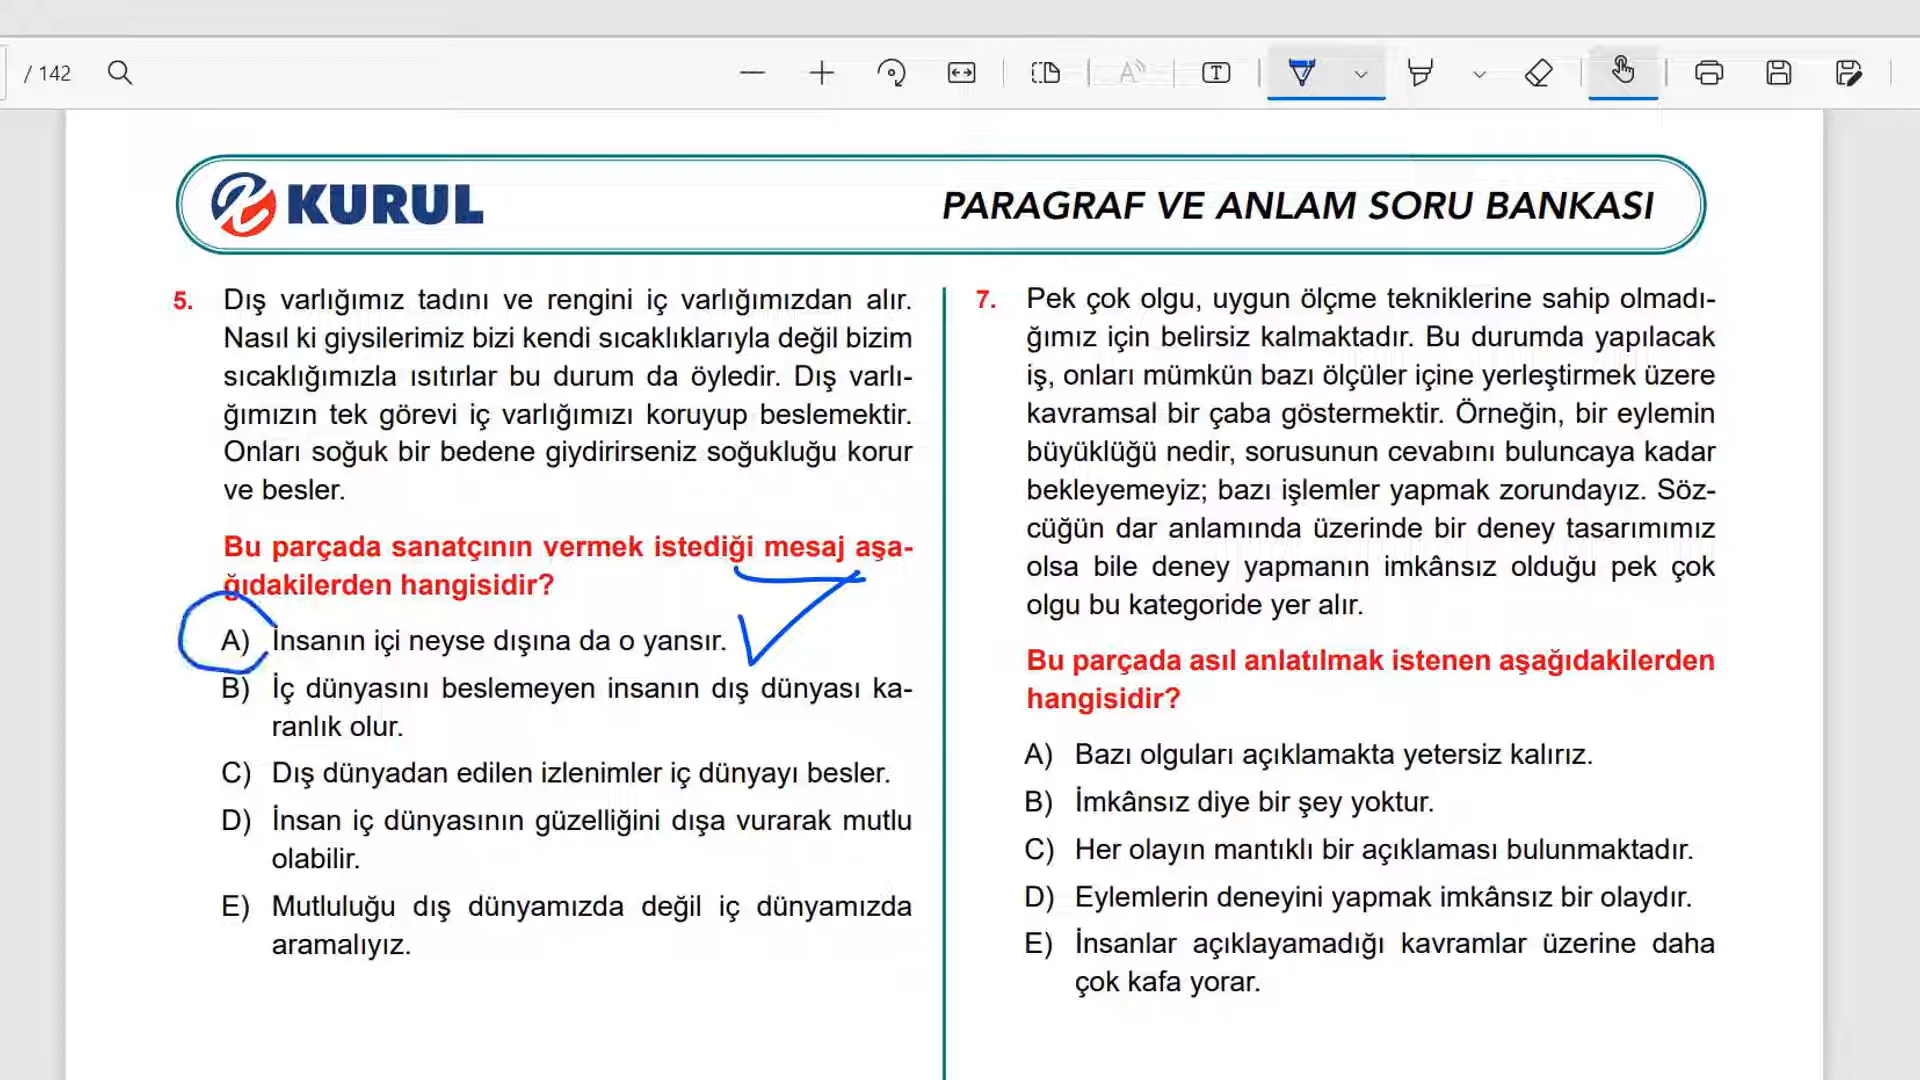 / 142
KURUL
PARAGRAF VE ANLAM SORU BANKASI
5. Dış varlığımız tadını ve rengini iç varlığımızdan alır.
Nasıl ki giysilerimiz bizi kendi sıcaklıklarıyla değil bizim
sıcaklığımızla ısıtırlar bu durum da öyledir. Dış varlı-
ğımızın tek görevi iç varlığımızı koruyup beslemektir.
Onları soğuk bir bedene giydirirseniz soğukluğu korur
ve besler.
Bu parçada sanatçının vermek istediği mesaj aşa-
ğıdakilerden hangisidir?
A) İnsanın içi neyse dışına da o yansır.
B) İç dünyasını beslemeyen insanın dış dünyası ka-
ranlık olur.
C) Dış dünyadan edilen izlenimler iç dünyayı besler.
D) İnsan iç dünyasının güzelliğini dışa vurarak mutlu
olabilir.
E) Mutluluğu dış dünyamızda değil iç dünyamızda
aramalıyız.
7. Pek çok olgu, uygun ölçme tekniklerine sahip olmadı-
ğımız için belirsiz kalmaktadır. Bu durumda yapılacak
iş, onları mümkün bazı ölçüler içine yerleştirmek üzere
kavramsal bir çaba göstermektir. Örneğin, bir eylemin
büyüklüğü nedir, sorusunun cevabını buluncaya kadar
bekleyemeyiz; bazı işlemler yapmak zorundayız. Söz-
cüğün dar anlamında üzerinde bir deney tasarımımız
olsa bile deney yapmanın imkânsız olduğu pek çok
olgu bu kategoride yer alır.
Bu parçada asıl anlatılmak istenen aşağıdakilerden
hangisidir?
A) Bazı olguları açıklamakta yetersiz kalırız.
B) İmkânsız diye bir şey yoktur.
C) Her olayın mantıklı bir açıklaması bulunmaktadır.
D) Eylemlerin deneyini yapmak imkânsız bir olaydır.
E) İnsanlar açıklayamadığı kavramlar üzerine daha
çok kafa yorar.